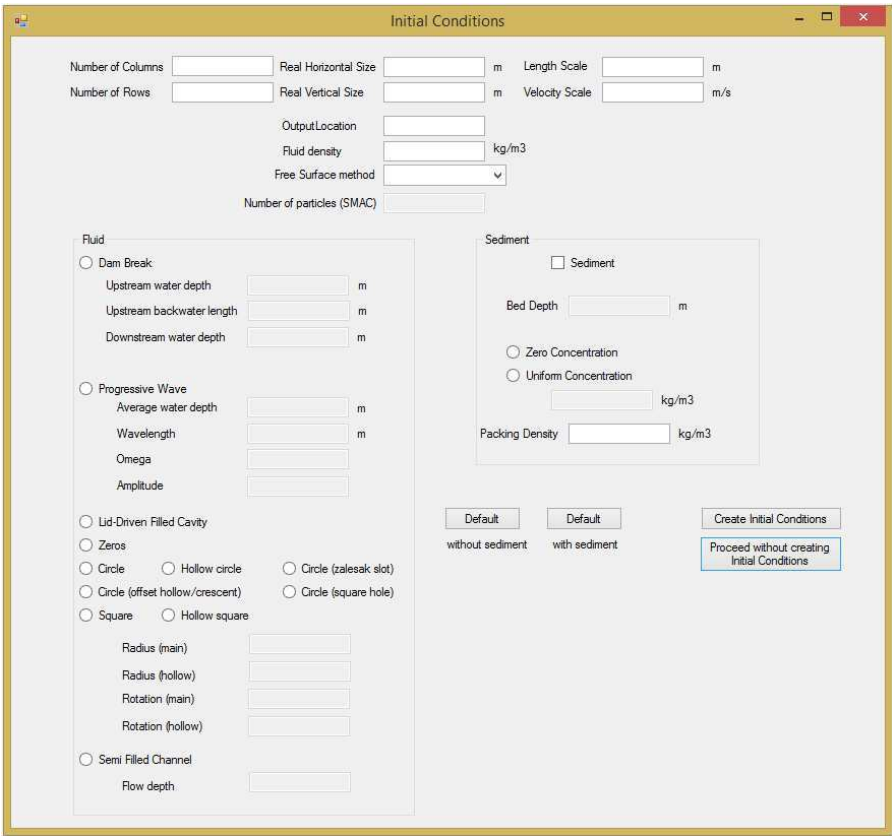 Initial Conditions
Number of Columns Real Horizontal Size m Length Scale m
Number of Rows Real Vertical Size m Velocity Scale m/s
OutputLocation
Fluid density kg/m3
Free Surface method
Number of particles (SMAC)
Fluid
Dam Break
Upstream water depth m
Upstream backwater length m
Downstream water depth m
Progressive Wave
Average water depth m
Wavelength m
Omega
Amplitude
Lid-Driven Filled Cavity
Zeros
Circle Hollow circle Circle (zalesak slot)
Circle (offset hollow/crescent) Circle (square hole)
Square Hollow square
Radius (main)
Radius (hollow)
Rotation (main)
Rotation (hollow)
Semi Filled Channel
Flow depth
Sediment
Sediment
Bed Depth m
Zero Concentration
Uniform Concentration
kg/m3
Packing Density kg/m3
Default Default
without sediment with sediment
Create Initial Conditions
Proceed without creating
Initial Conditions